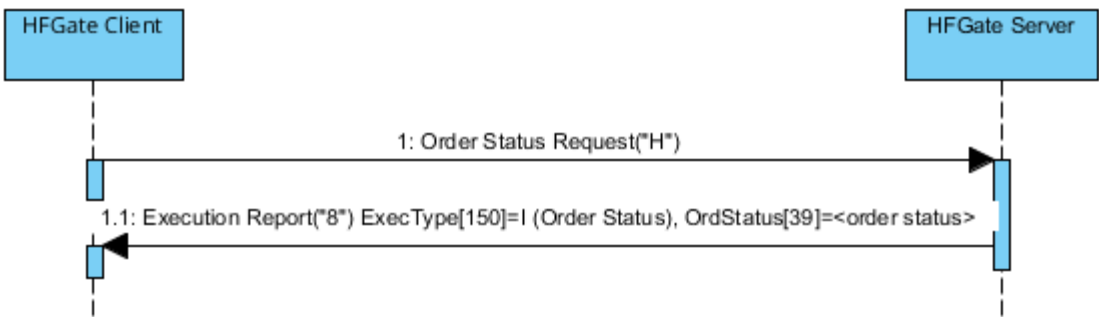 HFGate Client
HFGate Server
1: Order Status Request("H")
1.1: Execution Report("8") ExecType[150]=I (Order Status), OrdStatus[39]=<order status>